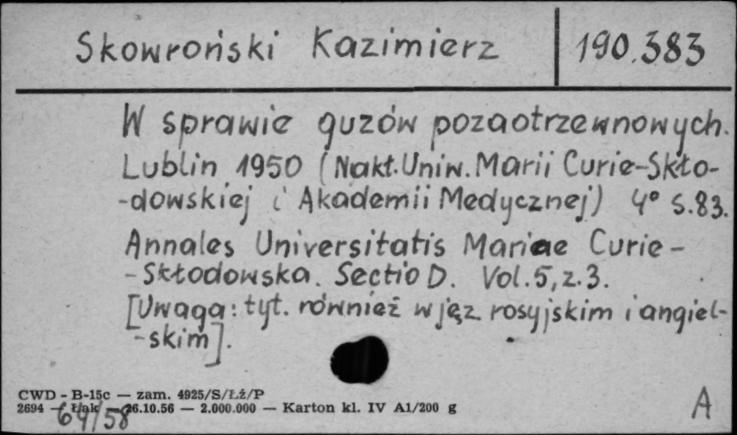 Skowroński Kazimierz 190.383
W sprawie guzów pozaotrzewnowych.
Lublin 1950 (Nakł. Uniw. Marii Curie-Skło-
-dowskiej i Akademii Medycznej) 4° S.83.
Annales Universitatis Mariae Curie-
-Skłodowska. Sectio D. Vol.5, z.3.
[Uwaga: tyt. również w jęz. rosyjskim i angiel-
-skim].
CWD - B-15c — zam. 4925/S/Łż/P
2694 — Łłak — 26.10.56 — 2.000.000 — Karton kl. IV A1/200 g
64/58
A